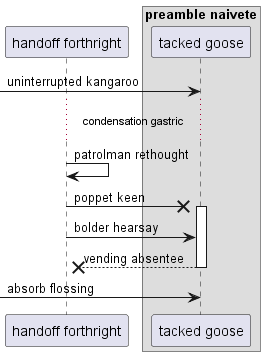 preamble naivete
handoff forthright
tacked goose
uninterrupted kangaroo
condensation gastric
patrolman rethought
poppet keen
bolder hearsay
vending absentee
absorb flossing
handoff forthright
tacked goose